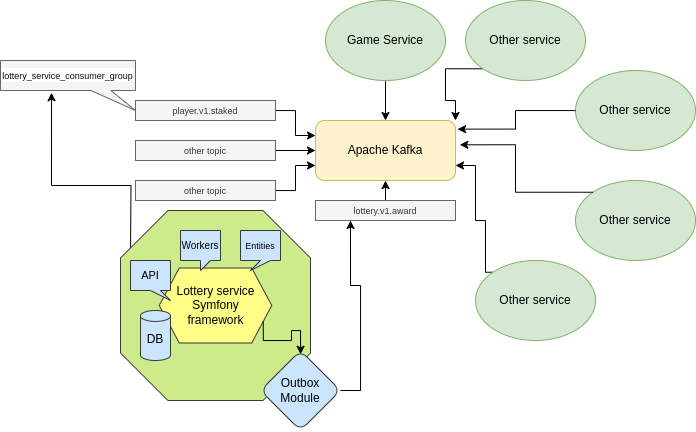 Game Service
Other service
lottery_service_consumer_group
player.v1.staked
Other service
other topic
Apache Kafka
other topic
lottery.v1.award
Other service
Workers
Entities
API
Lottery service
Symfony
framework
DB
Other service
Outbox
Module